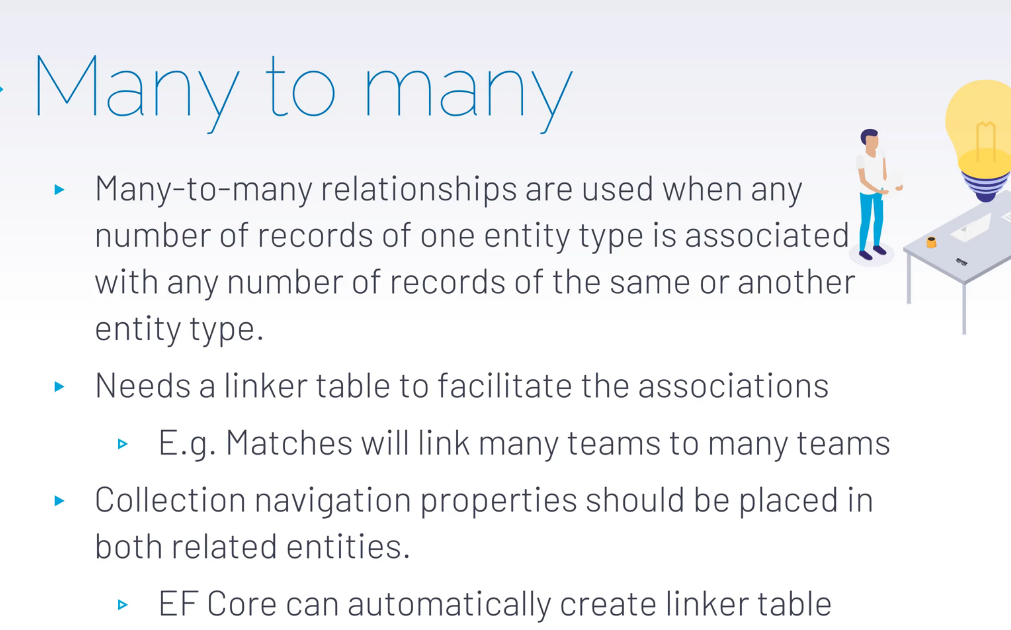 Many to many
Many-to-many relationships are used when any
number of records of one entity type is associated
with any number of records of the same or another
entity type.
Needs a linker table to facilitate the associations
E.g. Matches will link many teams to many teams
Collection navigation properties should be placed in
both related entities.
EF Core can automatically create linker table